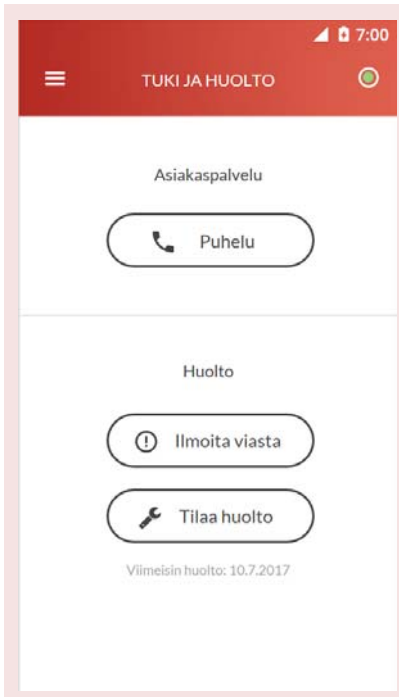 7:00
TUKI JA HUOLTO
Asiakaspalvelu
Puhelu
Huolto
Ilmoita viasta
Tilaa huolto
Viimeisin huolto: 10.7.2017